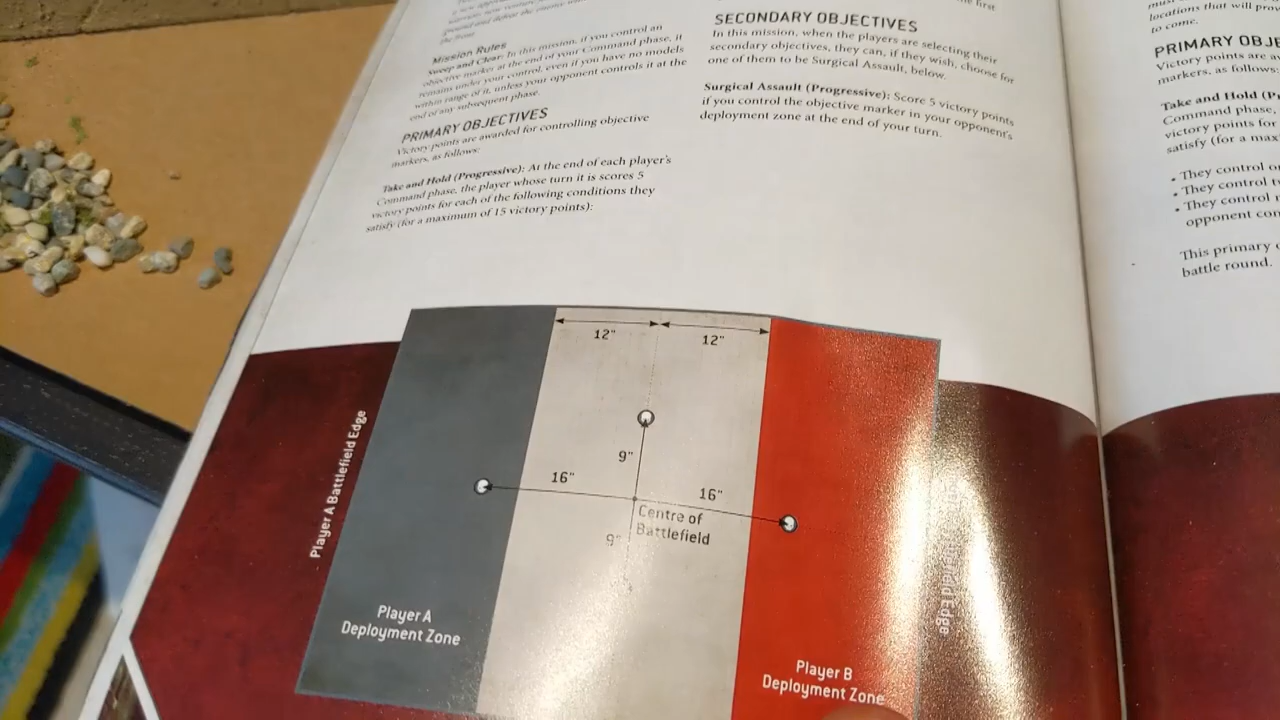 the front
Mission Rules
Sweep and Clear: In this mission, if you control an
objective marker at the end of your Command phase, it
remains under your control, even if you have no models
within range of it, unless your opponent controls it at the
end of any subsequent phase.
PRIMARY OBJECTIVES
Victory points are awarded for controlling objective
markers, as follows:
Take and Hold (Progressive): At the end of each player's
Command phase, the player whose turn it is scores 5
victory points for each of the following conditions they
satisfy (for a maximum of 15 victory points):
the first
SECONDARY OBJECTIVES
In this mission, when the players are selecting their
secondary objectives, they can, if they wish, choose for
one of them to be Surgical Assault, below.
Surgical Assault (Progressive): Score 5 victory points
if you control the objective marker in your opponent's
deployment zone at the end of your turn.
12" 12"
9"
16" 16"
Centre of
Battlefield
9"
Player A Battlefield Edge
Player A
Deployment Zone
Player B
Deployment Zone
Edge
locations that will
to come.
PRIMARY
Victory points are
markers, as follows:
Take and Hold
Command phase,
victory points for
satisfy (for a
• They control
• They control
• They control
opponent
This primary
battle round.